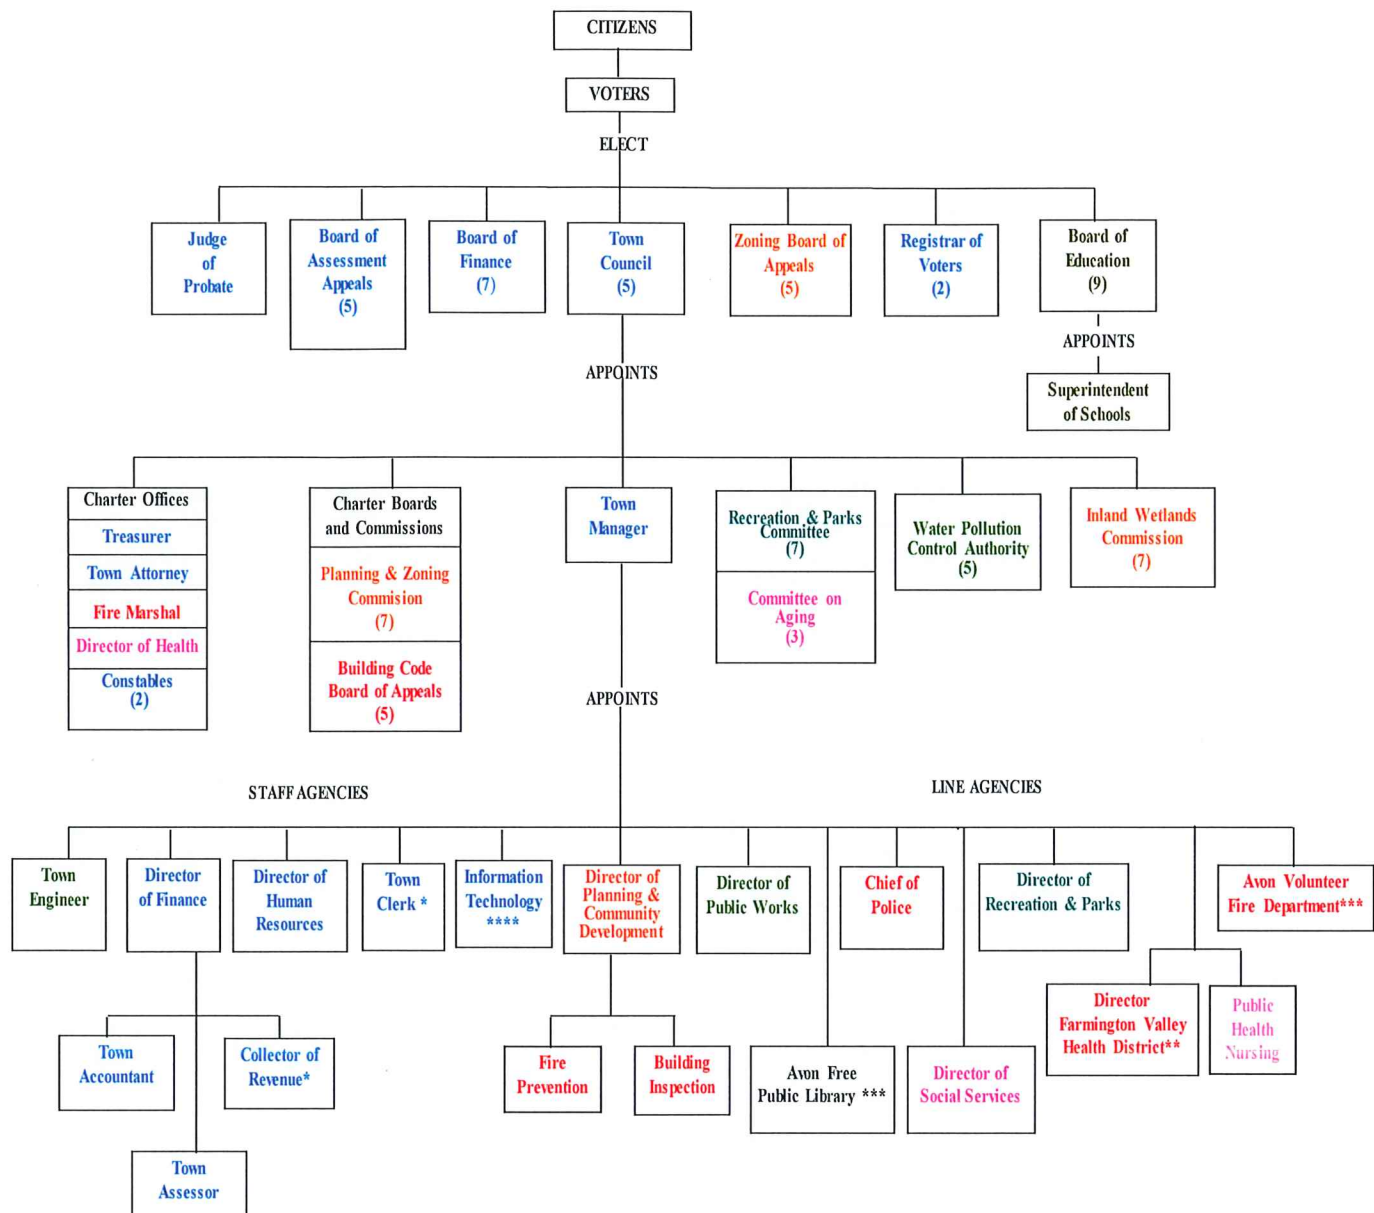 CITIZENS
VOTERS
ELECT
Judge
of
Probate
Board of
Assessment
Appeals
(5)
Board of
Finance
(7)
Town
Council
(5)
Zoning Board of
Appeals
(5)
Registrar of
Voters
(2)
Board of
Education
(9)
APPOINTS
Superintendent
of Schools
APPOINTS
Charter Offices
Treasurer
Town Attorney
Fire Marshal
Director of Health
Constables
(2)
Charter Boards
and Commissions
Planning & Zoning
Commision
(7)
Building Code
Board of Appeals
(5)
Town
Manager
Recreation & Parks
Committee
(7)
Committee on
Aging
(3)
Water Pollution
Control Authority
(5)
Inland Wetlands
Commission
(7)
APPOINTS
STAFF AGENCIES
LINE AGENCIES
Town
Engineer
Director
of Finance
Director of
Human
Resources
Town
Clerk *
Information
Technology
****
Director of
Planning &
Community
Development
Director of
Public Works
Chief of
Police
Director of
Recreation & Parks
Avon Volunteer
Fire Department***
Town
Accountant
Collector of
Revenue*
Town
Assessor
Fire
Prevention
Building
Inspection
Avon Free
Public Library ***
Director of
Social Services
Director
Farmington Valley
Health District**
Public
Health
Nursing